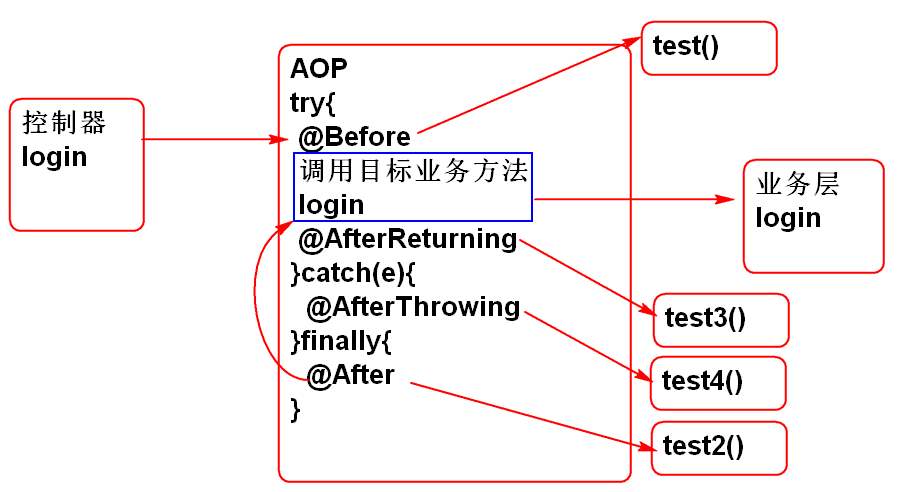 控制器
login
AOP
try{
@Before
调用目标业务方法
login
@AfterReturning
}catch(e){
@AfterThrowing
}finally{
@After
}
test()
业务层
login
test3()
test4()
test2()